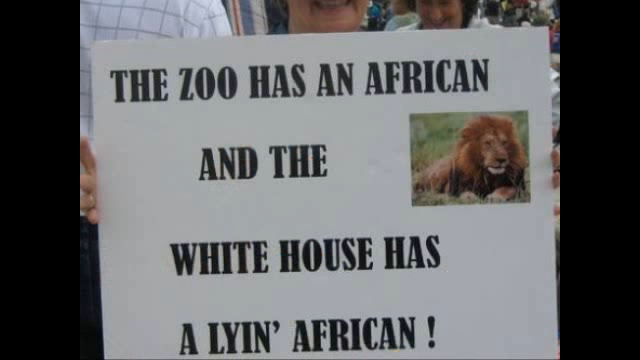 THE ZOO HAS AN AFRICAN
AND THE
WHITE HOUSE HAS
A LYIN' AFRICAN !